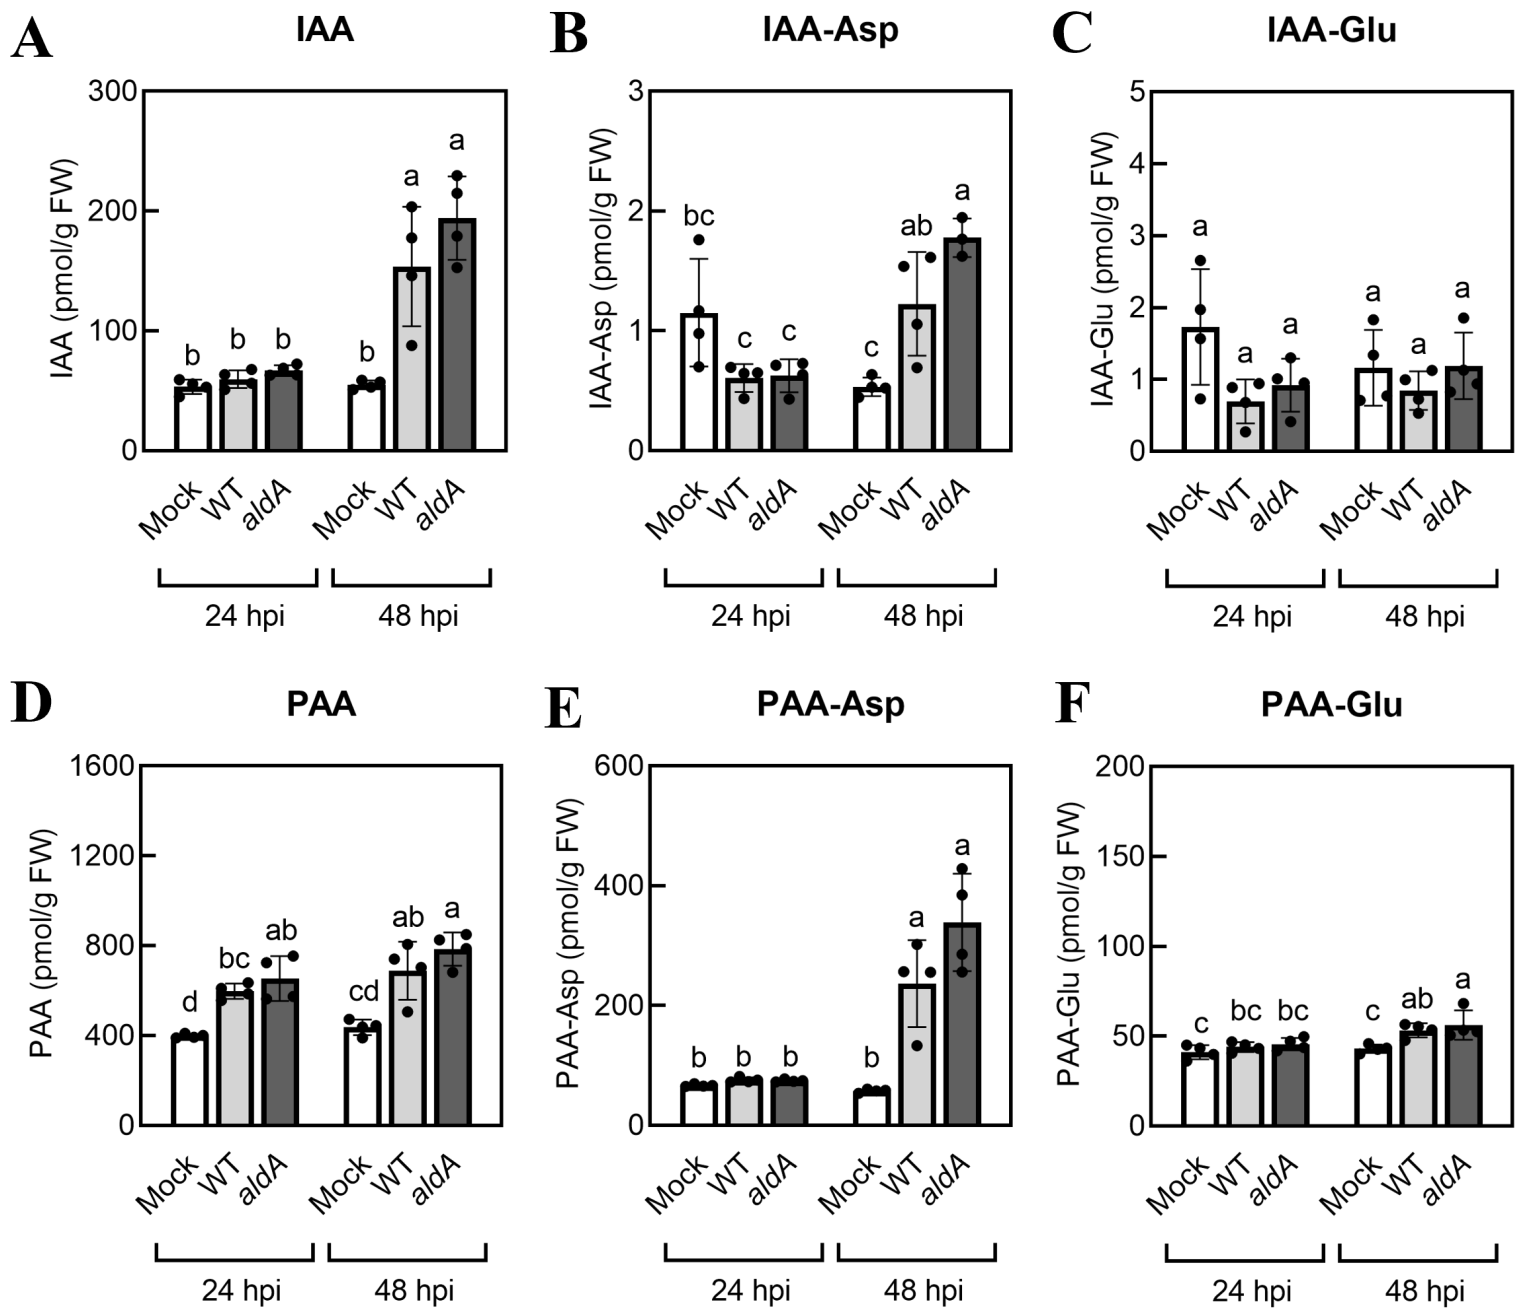 A IAA
IAA (pmol/g FW)
300
200
100
0
b b b b a a
Mock WT aldA Mock WT aldA
24 hpi 48 hpi
B IAA-Asp
IAA-Asp (pmol/g FW)
3
2
1
0
bc c c c ab a
Mock WT aldA Mock WT aldA
24 hpi 48 hpi
C IAA-Glu
IAA-Glu (pmol/g FW)
5
4
3
2
1
0
a a a a a a
Mock WT aldA Mock WT aldA
24 hpi 48 hpi
D PAA
PAA (pmol/g FW)
1600
1200
800
400
0
d bc ab cd ab a
Mock WT aldA Mock WT aldA
24 hpi 48 hpi
E PAA-Asp
PAA-Asp (pmol/g FW)
600
400
200
0
b b b b a a
Mock WT aldA Mock WT aldA
24 hpi 48 hpi
F PAA-Glu
PAA-Glu (pmol/g FW)
200
150
100
50
0
c bc bc c ab a
Mock WT aldA Mock WT aldA
24 hpi 48 hpi